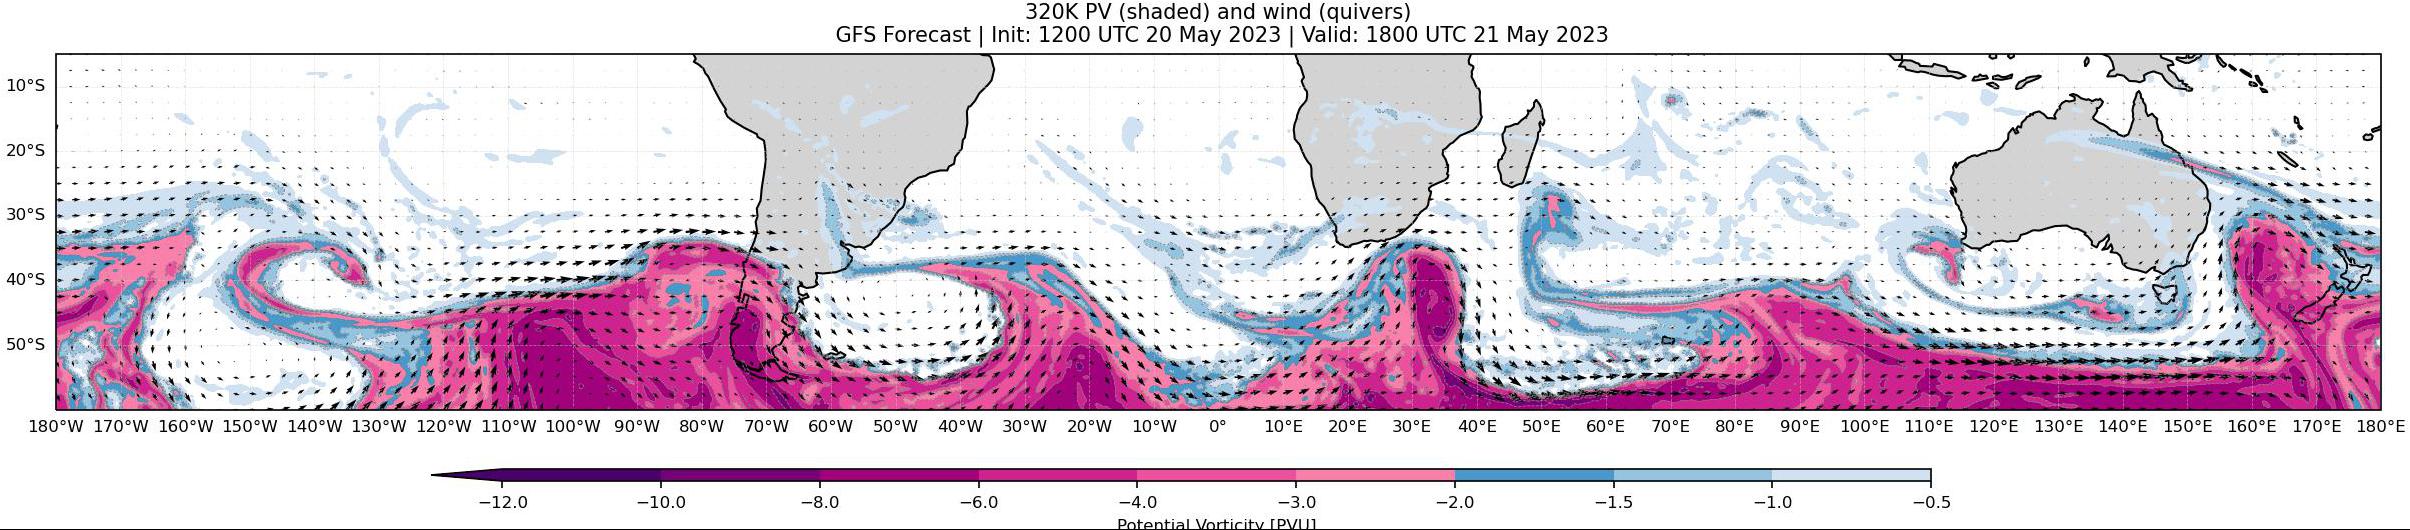 320K PV (shaded) and wind (quivers)
GFS Forecast | Init: 1200 UTC 20 May 2023 | Valid: 1800 UTC 21 May 2023
10°S
20°S
30°S
40°S
50°S
180°W 170°W 160°W 150°W 140°W 130°W 120°W 110°W 100°W 90°W 80°W 70°W 60°W 50°W 40°W 30°W 20°W 10°W 0° 10°E 20°E 30°E 40°E 50°E 60°E 70°E 80°E 90°E 100°E 110°E 120°E 130°E 140°E 150°E 160°E 170°E 180°E
−12.0 −10.0 −8.0 −6.0 −4.0 −3.0 −2.0 −1.5 −1.0 −0.5
Potential Vorticity [PVU]